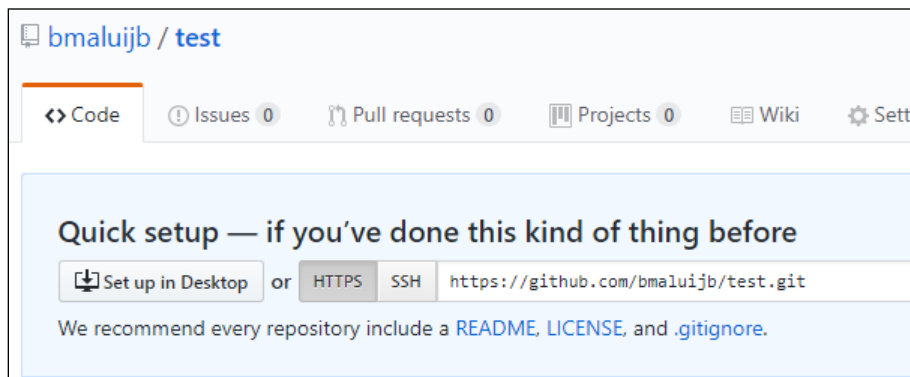 bmaluijb / test
Code Issues 0 Pull requests 0 Projects 0 Wiki Sett
Quick setup — if you've done this kind of thing before
Set up in Desktop or HTTPS SSH https://github.com/bmaluijb/test.git
We recommend every repository include a README, LICENSE, and .gitignore.